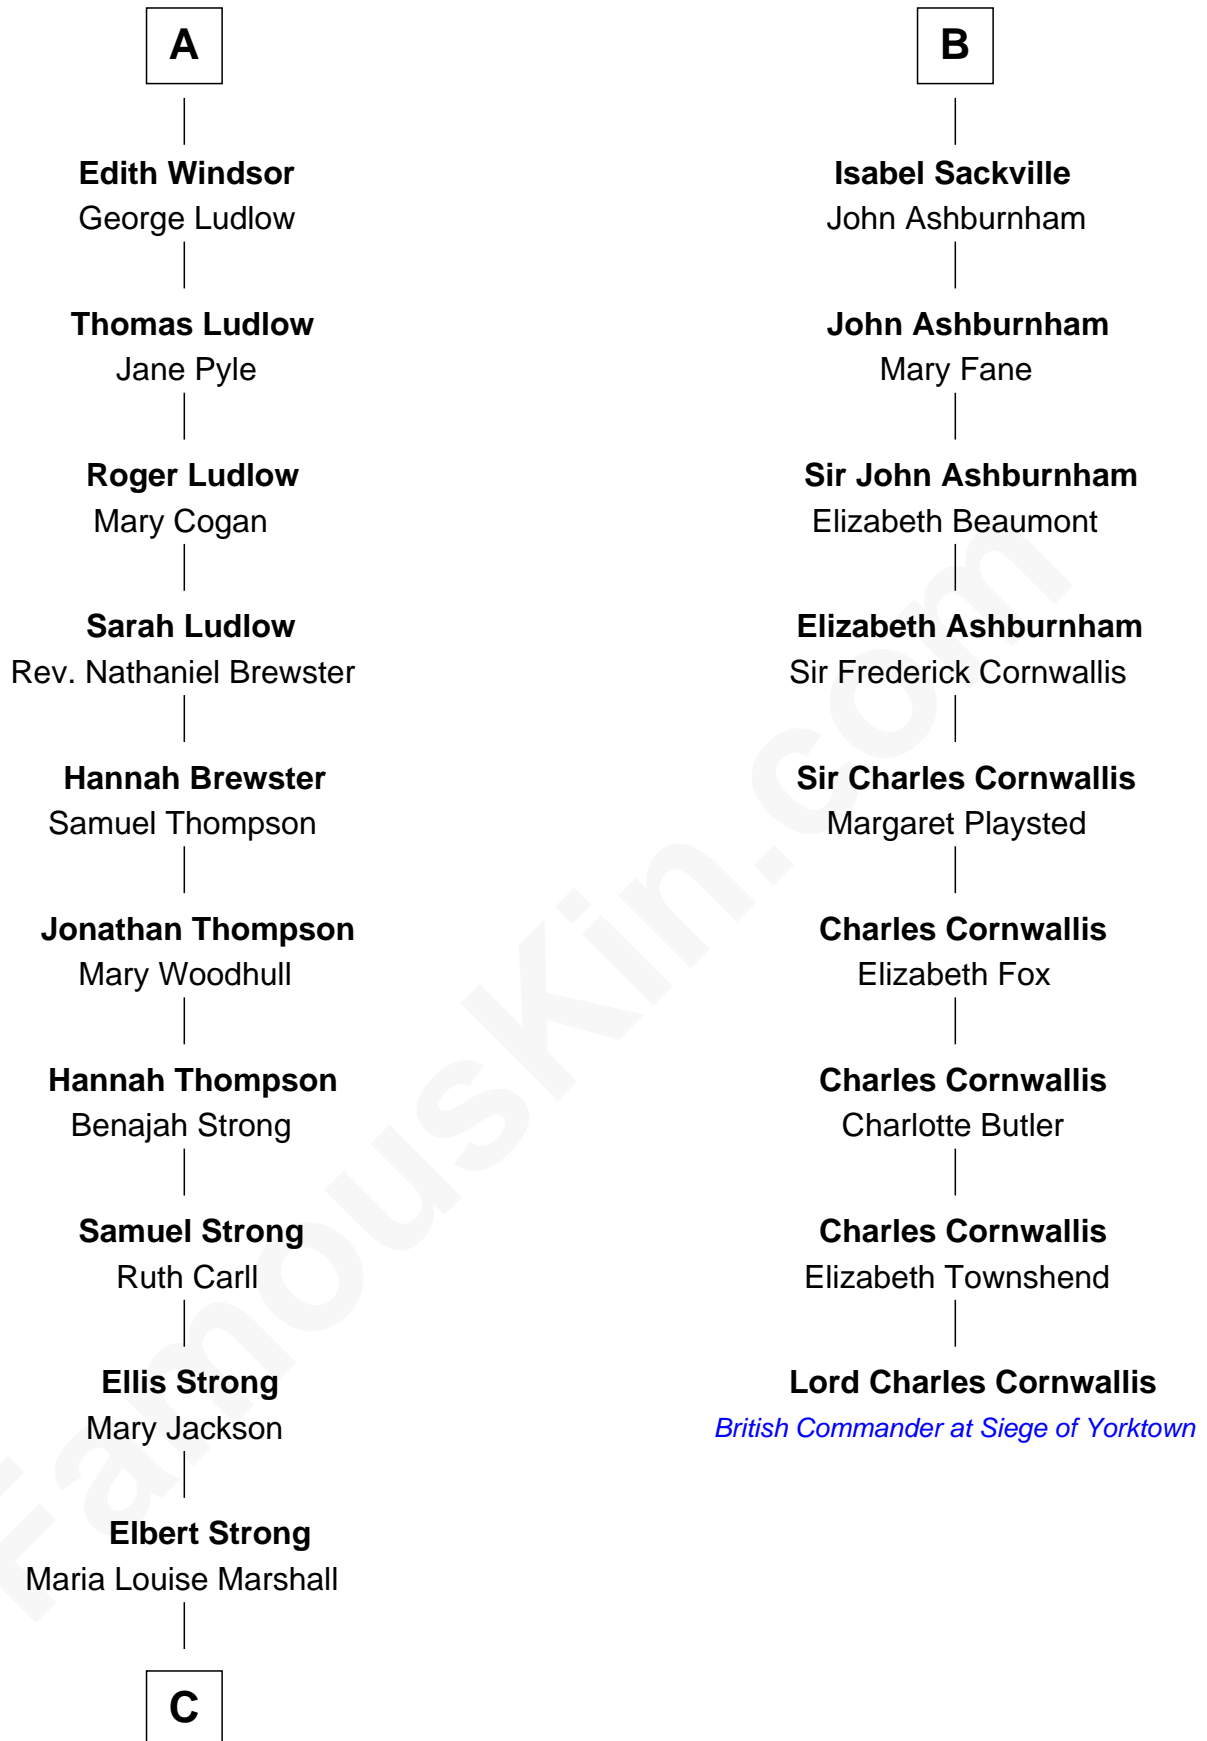 A
Edith Windsor
George Ludlow
Thomas Ludlow
Jane Pyle
Roger Ludlow
Mary Cogan
Sarah Ludlow
Rev. Nathaniel Brewster
Hannah Brewster
Samuel Thompson
Jonathan Thompson
Mary Woodhull
Hannah Thompson
Benajah Strong
Samuel Strong
Ruth Carll
Ellis Strong
Mary Jackson
Elbert Strong
Maria Louise Marshall
C
B
Isabel Sackville
John Ashburnham
John Ashburnham
Mary Fane
Sir John Ashburnham
Elizabeth Beaumont
Elizabeth Ashburnham
Sir Frederick Cornwallis
Sir Charles Cornwallis
Margaret Playsted
Charles Cornwallis
Elizabeth Fox
Charles Cornwallis
Charlotte Butler
Charles Cornwallis
Elizabeth Townshend
Lord Charles Cornwallis
British Commander at Siege of Yorktown
FamousKin.com